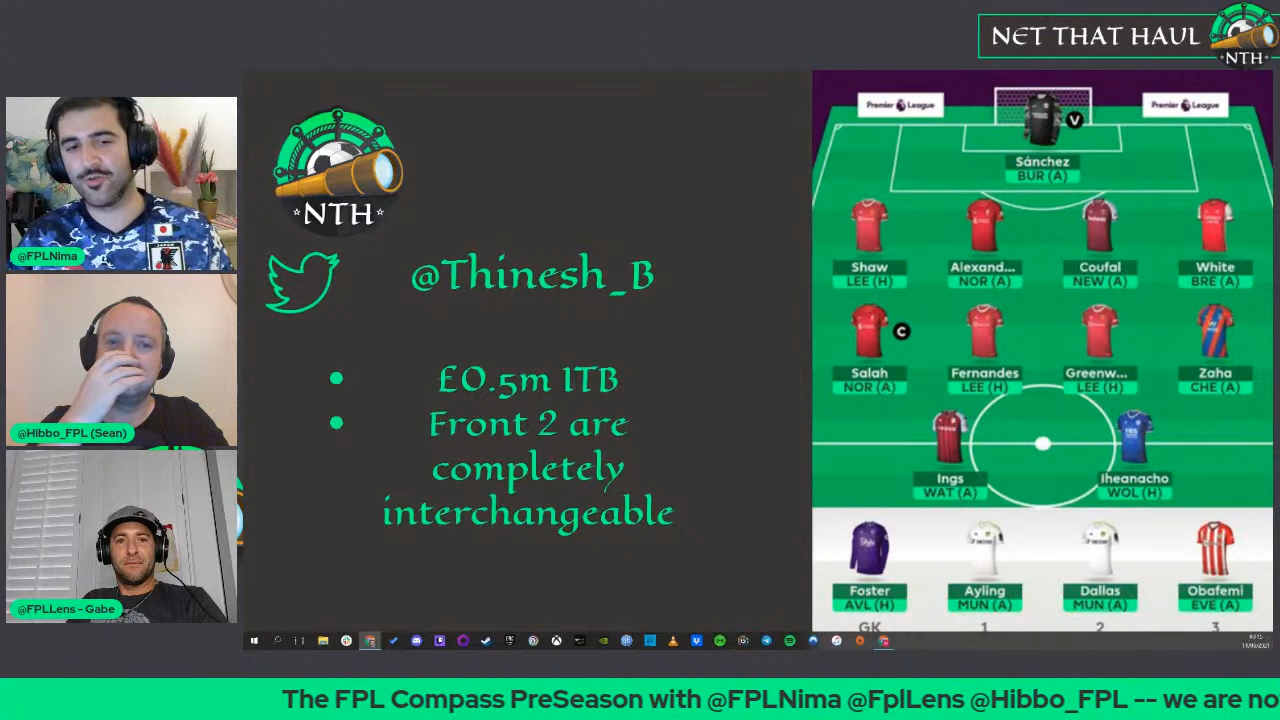 NET THAT HAUL
NTH
Premier League
Premier League
V
Sánchez
BUR (A)
NTH
@FPLNima
JAPAN
@Thinesh_B
Shaw
LEE (H)
Alexand...
NOR (A)
Coufal
NEW (A)
White
BRE (A)
C
Salah
NOR (A)
Fernandes
LEE (H)
Greenw...
LEE (H)
Zaha
CHE (A)
£0.5m ITB
Front 2 are
completely
interchangeable
@Hibbo_FPL (Sean)
Ings
WAT (A)
Iheanacho
WOL (H)
Foster
AVL (H)
Ayling
MUN (A)
Dallas
MUN (A)
Obafemi
EVE (A)
GK
1
2
3
@FPLLens - Gabe
The FPL Compass PreSeason with @FPLNima @FplLens @Hibbo_FPL -- we are no